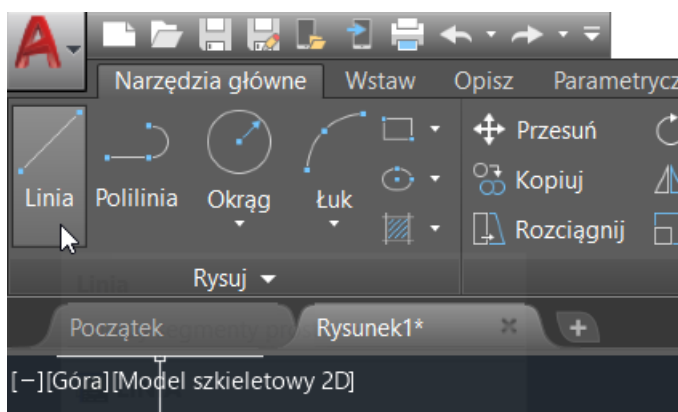 Narzędzia główne Wstaw Opisz Parametrycz
Linia Polilinia Okrąg Łuk
Przesuń
Kopiuj
Rozciągnij
Rysuj
Linia
Początek Rysunek1*
[−][Góra][Model szkieletowy 2D]